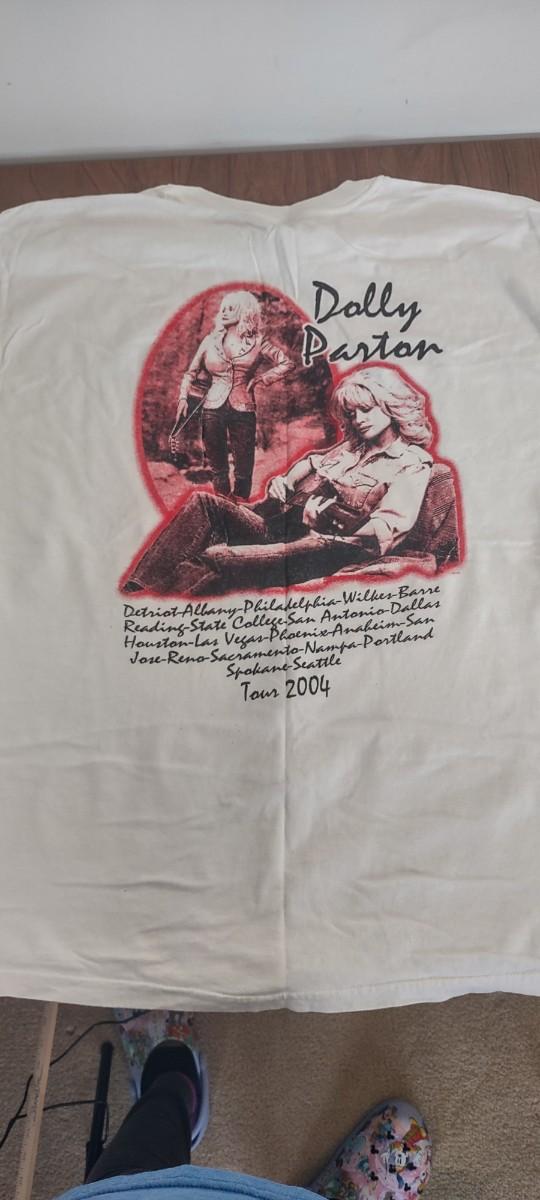 Dolly
Parton
Detriot-Albany-Philadelphia-Wilkes-Barre
Reading-State College-San Antonio-Dallas
Houston-Las Vegas-Phoenix-Anaheim-San
Jose-Reno-Sacramento-Nampa-Portland
Spokane-Seattle
Tour 2004